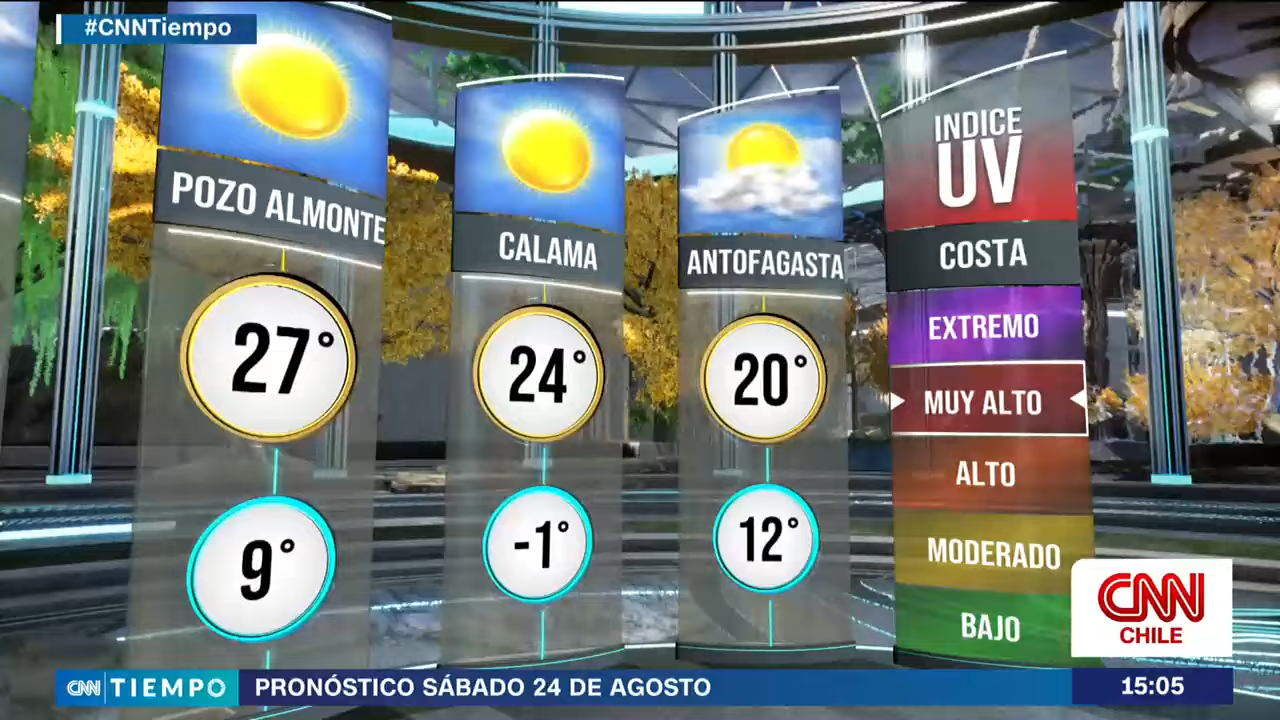 #CNNTiempo
POZO ALMONTE
27°
9°
CALAMA
24°
-1°
ANTOFAGASTA
20°
12°
INDICE
UV
COSTA
EXTREMO
MUY ALTO
ALTO
MODERADO
BAJO
CNN
CHILE
CNN TIEMPO
PRONÓSTICO SÁBADO 24 DE AGOSTO
15:05